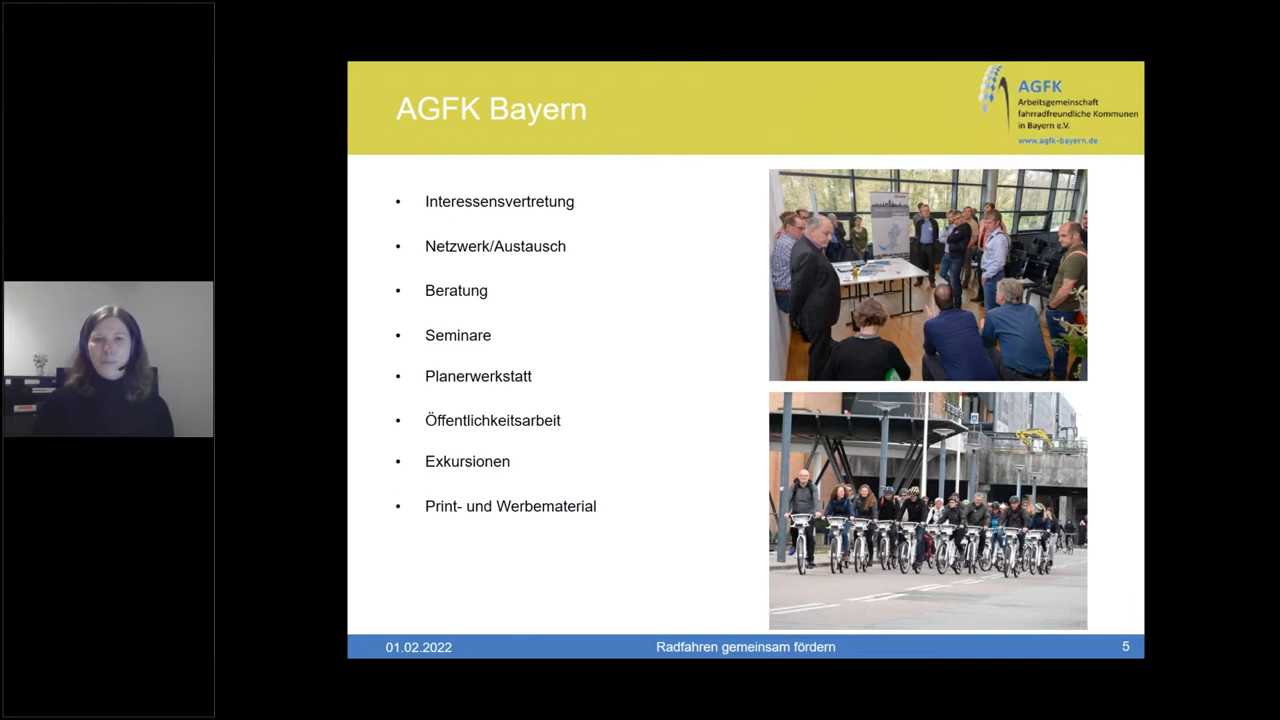 AGFK Bayern
AGFK
Arbeitsgemeinschaft
fahrradfreundliche Kommunen
in Bayern e.V.
www.agfk-bayern.de
• Interessensvertretung
• Netzwerk/Austausch
• Beratung
• Seminare
• Planerwerkstatt
• Öffentlichkeitsarbeit
• Exkursionen
• Print- und Werbematerial
01.02.2022
Radfahren gemeinsam fördern
5